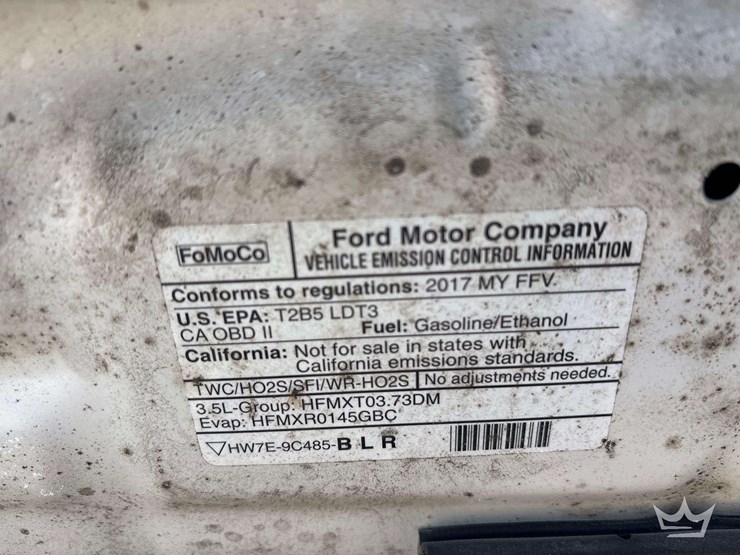 FoMoCo
Ford Motor Company
VEHICLE EMISSION CONTROL INFORMATION
Conforms to regulations: 2017 MY FFV
U.S. EPA: T2B5 LDT3
CA OBD II Fuel: Gasoline/Ethanol
California: Not for sale in states with
California emissions standards.
TWC/HO2S/SFI/WR-HO2S No adjustments needed.
3.5L-Group: HFMXT03.73DM
Evap: HFMXR0145GBC
HW7E-9C485-BLR